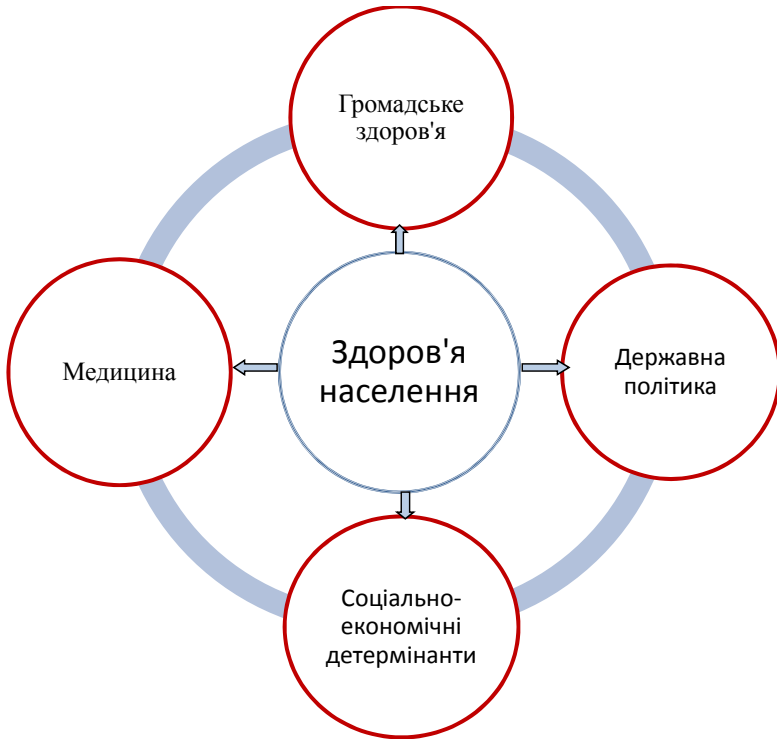 Громадське
здоров'я
Медицина
Здоров'я
населення
Державна
політика
Соціально-
економічні
детермінанти